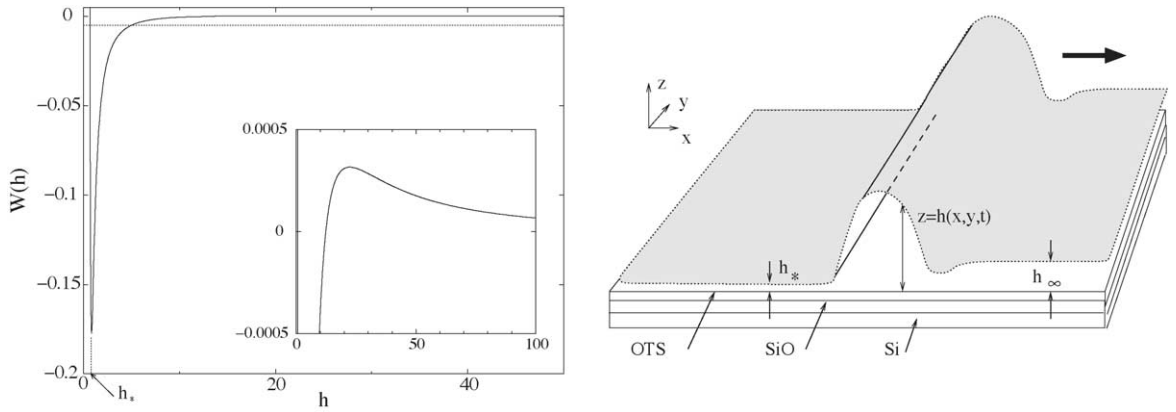 0
−0.05
−0.1
−0.15
−0.2
W(h)
0
20
40
h
h*
0.0005
0
−0.0005
0
50
100
z
y
x
z=h(x,y,t)
h*
h∞
OTS
SiO
Si